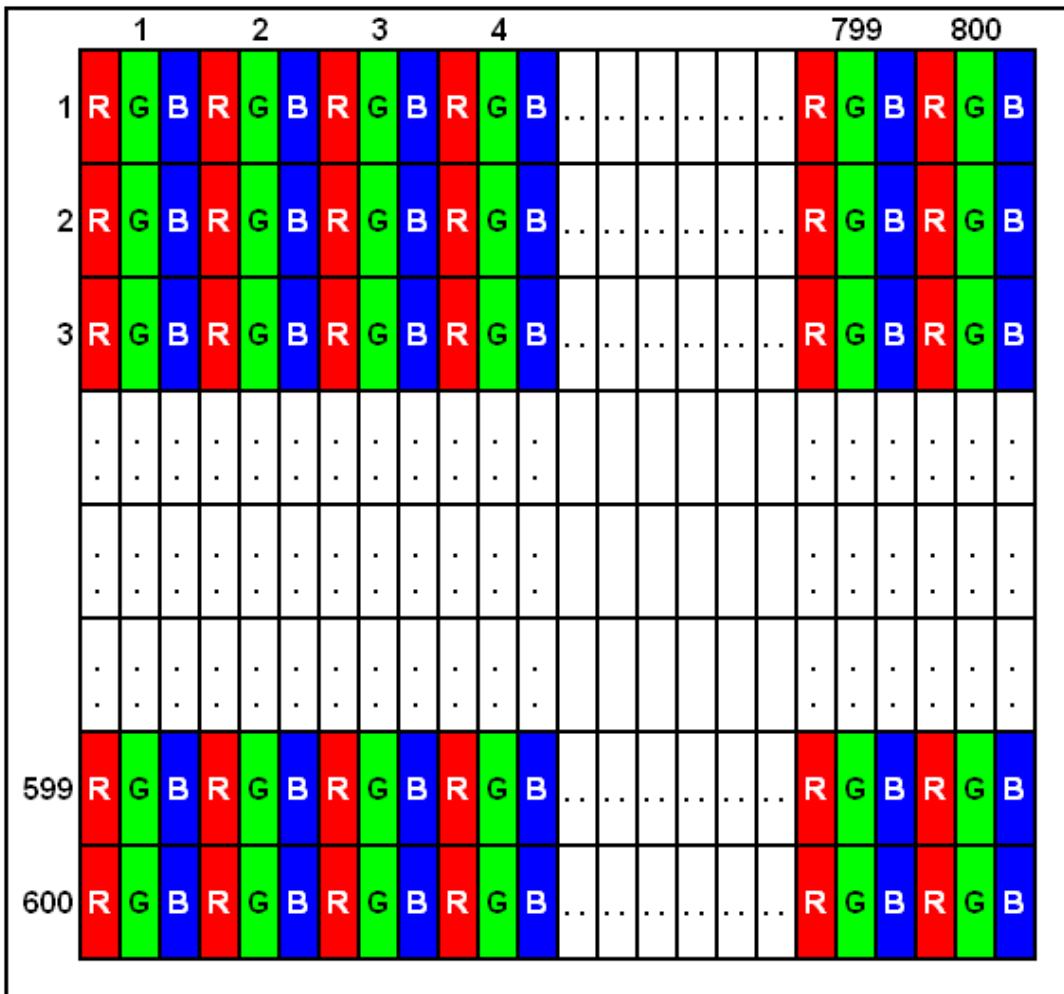 1 2 3 4 799 800
1 R G B R G B R G B R G B . . . . . . . . . . . . R G B R G B
2 R G B R G B R G B R G B . . . . . . . . . . . . R G B R G B
3 R G B R G B R G B R G B . . . . . . . . . . . . R G B R G B
. . . . . . . . . . . . . . . . . .
. . . . . . . . . . . . . . . . . .
. . . . . . . . . . . . . . . . . .
. . . . . . . . . . . . . . . . . .
. . . . . . . . . . . . . . . . . .
. . . . . . . . . . . . . . . . . .
599 R G B R G B R G B R G B . . . . . . . . . . . . R G B R G B
600 R G B R G B R G B R G B . . . . . . . . . . . . R G B R G B